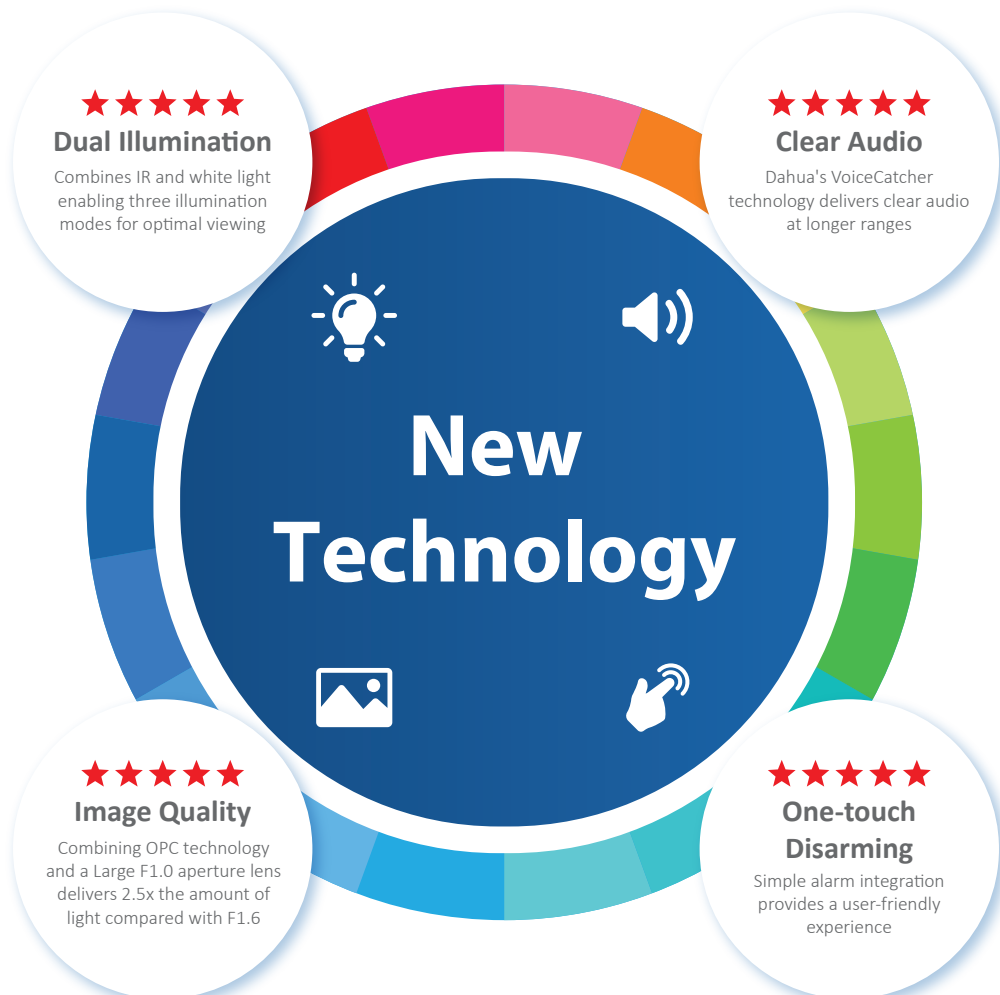 Dual Illumination
Combines IR and white light
enabling three illumination
modes for optimal viewing
Clear Audio
Dahua's VoiceCatcher
technology delivers clear audio
at longer ranges
New
Technology
Image Quality
Combining OPC technology
and a Large F1.0 aperture lens
delivers 2.5x the amount of
light compared with F1.6
One-touch
Disarming
Simple alarm integration
provides a user-friendly
experience